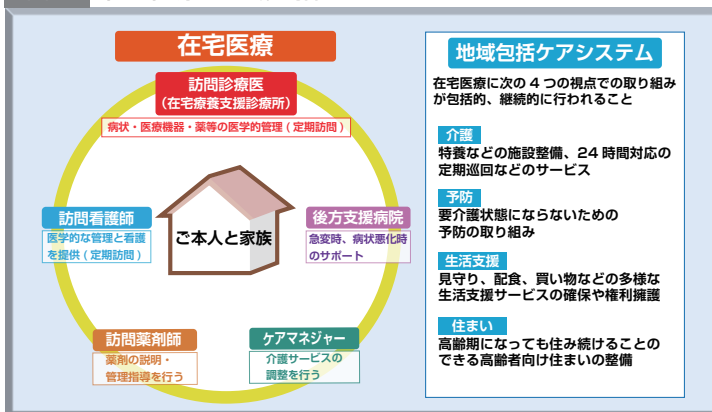 在宅医療
訪問診療医
（在宅療養支援診療所）
病状・医療機器・薬等の医学的管理(定期訪問)
訪問看護師
医学的な管理と看護
を提供(定期訪問)
ご本人と家族
後方支援病院
急変時、病状悪化時
のサポート
訪問薬剤師
薬剤の説明・
管理指導を行う
ケアマネジャー
介護サービスの
調整を行う
地域包括ケアシステム
在宅医療に次の4つの視点での取り組み
が包括的、継続的に行われること
介護
特養などの施設整備、24時間対応の
定期巡回などのサービス
予防
要介護状態にならないための
予防の取り組み
生活支援
見守り、配食、買い物などの多様な
生活支援サービスの確保や権利擁護
住まい
高齢期になっても住み続けることの
できる高齢者向け住まいの整備